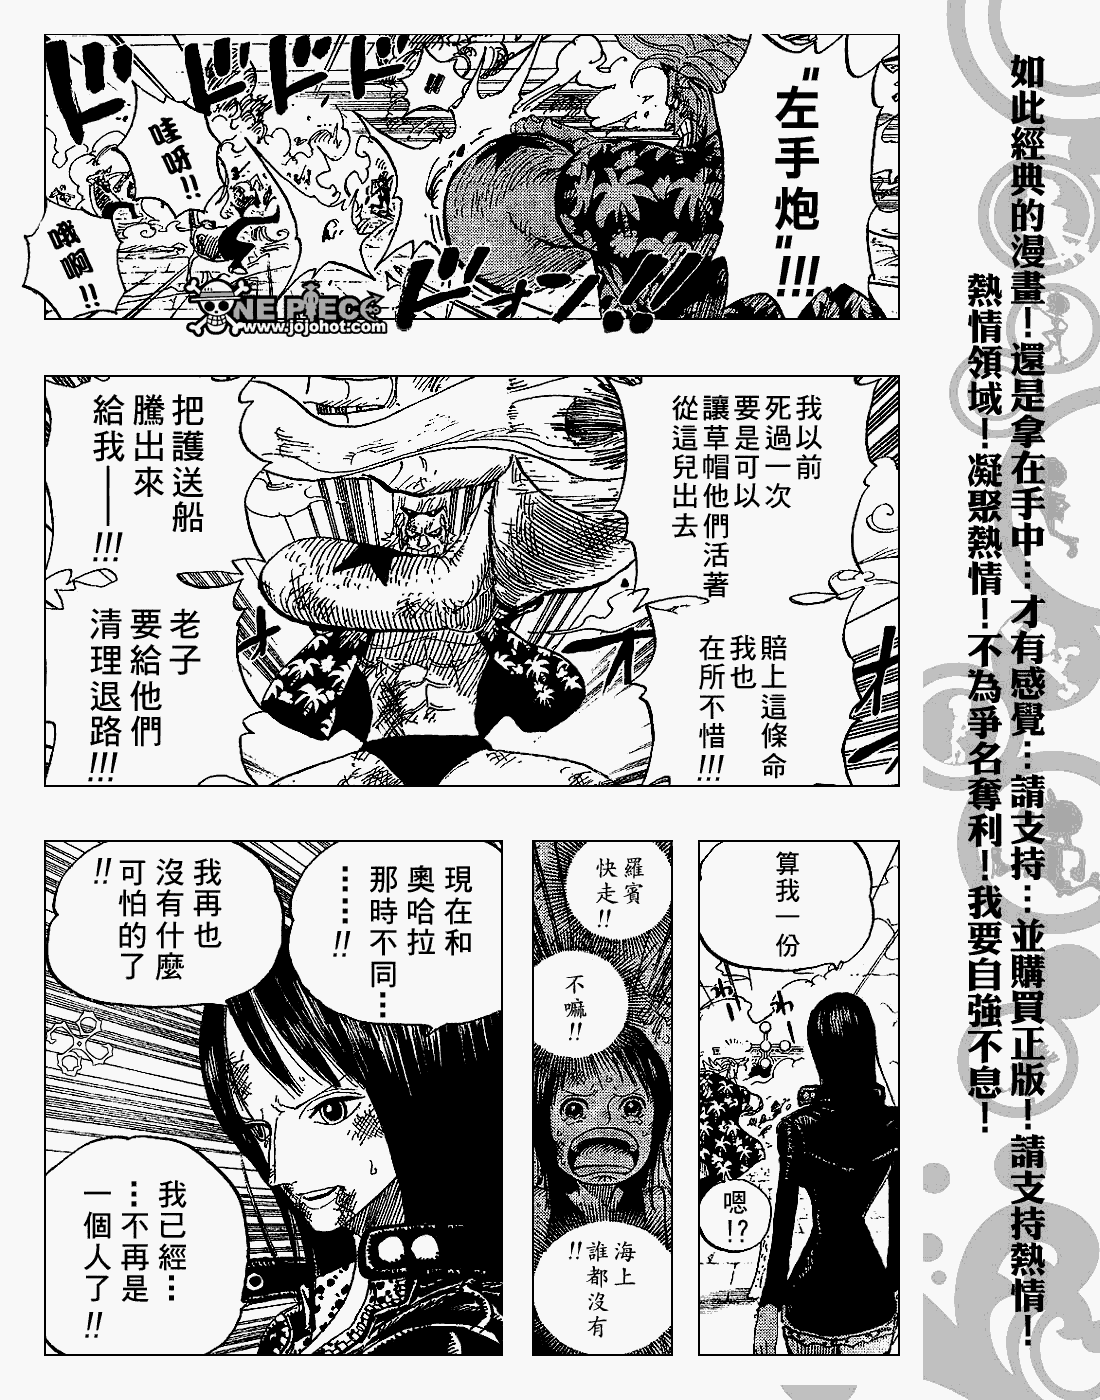 如此經典的漫畫！還是拿在手中…才有感覺…請支持…並購買正版！請支持熱情！
熱情領域！凝聚熱情！不為爭名奪利！我要自強不息！
"左手炮"!!!
!!
哇呀!!
哦啊!!
ドドド
ドォン!!
ONE PIECE
www.jojohot.com
我以前
死過一次
要是可以
讓草帽他們活著
從這兒出去
賠上這條命
我也
在所不惜!!!
把護送船
騰出來
給我——!!!
老子
要給他們
清理退路!!!
算我一份
嗯!?
羅賓
快走!!
不嘛!!
海上
誰都沒有
!!
現在和
奧哈拉
那時不同…
……!!
我再也
沒有什麼
可怕的了
!!
我已經…
…不再是
一個人了!!